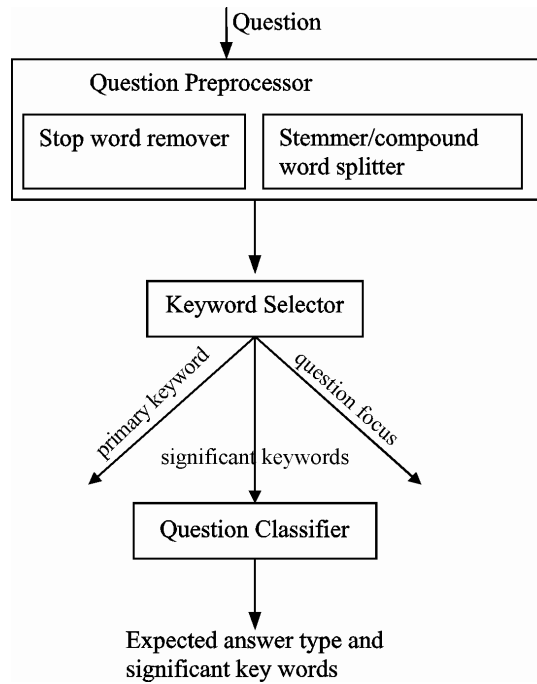 Question
Question Preprocessor
Stop word remover
Stemmer/compound
word splitter
Keyword Selector
primary keyword
significant keywords
question focus
Question Classifier
Expected answer type and
significant key words